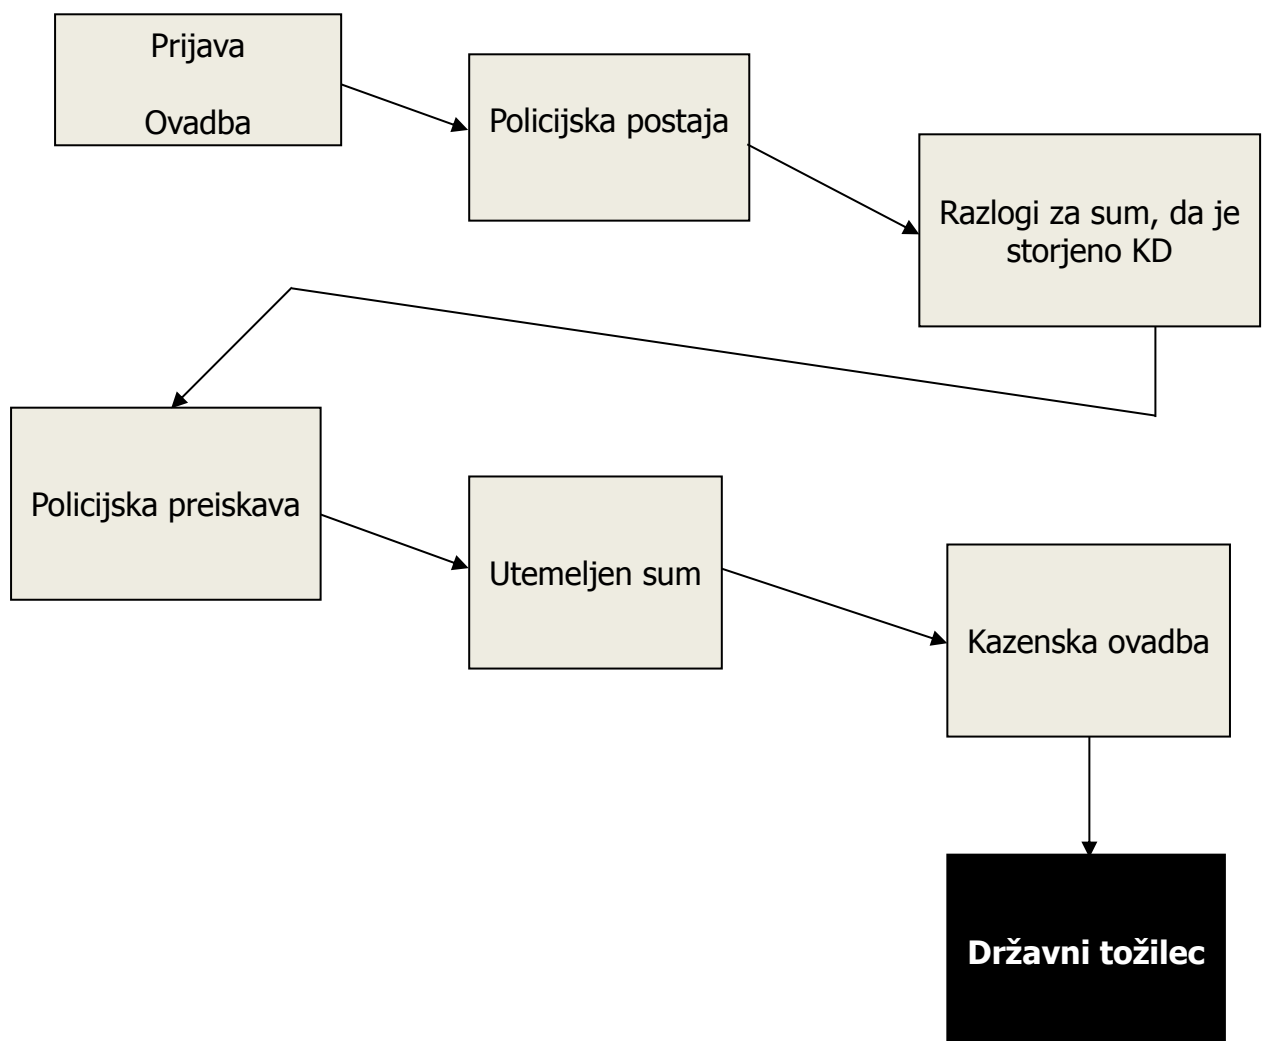 Prijava
Ovadba
Policijska postaja
Razlogi za sum, da je
storjeno KD
Policijska preiskava
Utemeljen sum
Kazenska ovadba
Državni tožilec